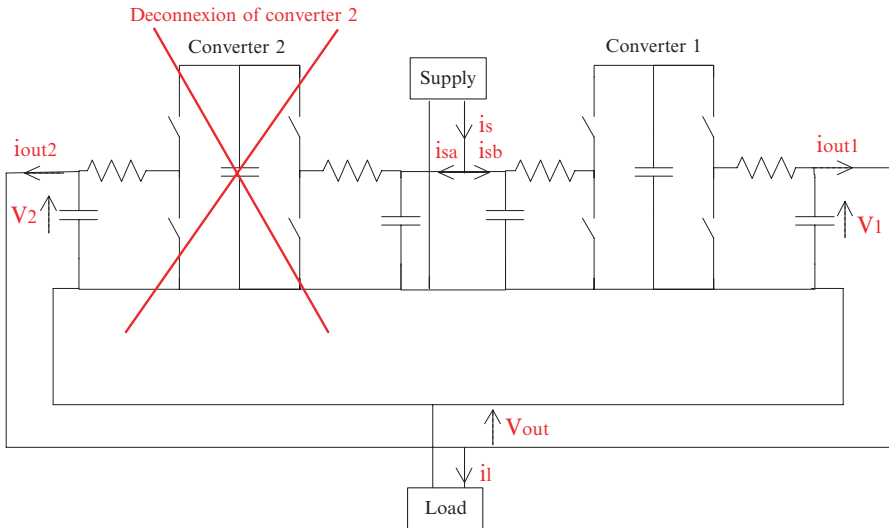 Deconnexion of converter 2
Converter 2
Converter 1
Supply
is
iout2
isa
isb
iout1
V2
V1
Vout
il
Load